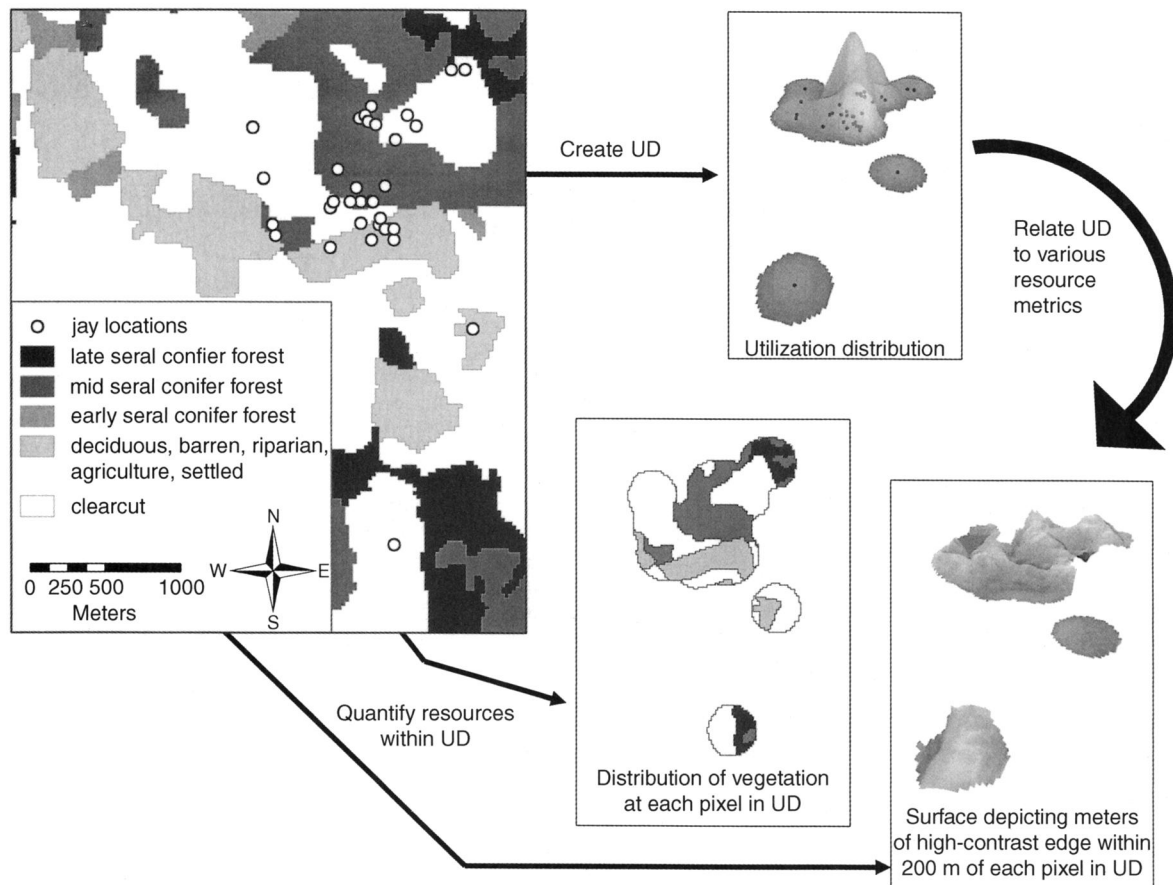 Create UD
Utilization distribution
Relate UD
to various
resource
metrics
jay locations
late seral confier forest
mid seral conifer forest
early seral conifer forest
deciduous, barren, riparian,
agriculture, settled
clearcut
0 250 500 1000
Meters
N
W E
S
Quantify resources
within UD
Distribution of vegetation
at each pixel in UD
Surface depicting meters
of high-contrast edge within
200 m of each pixel in UD